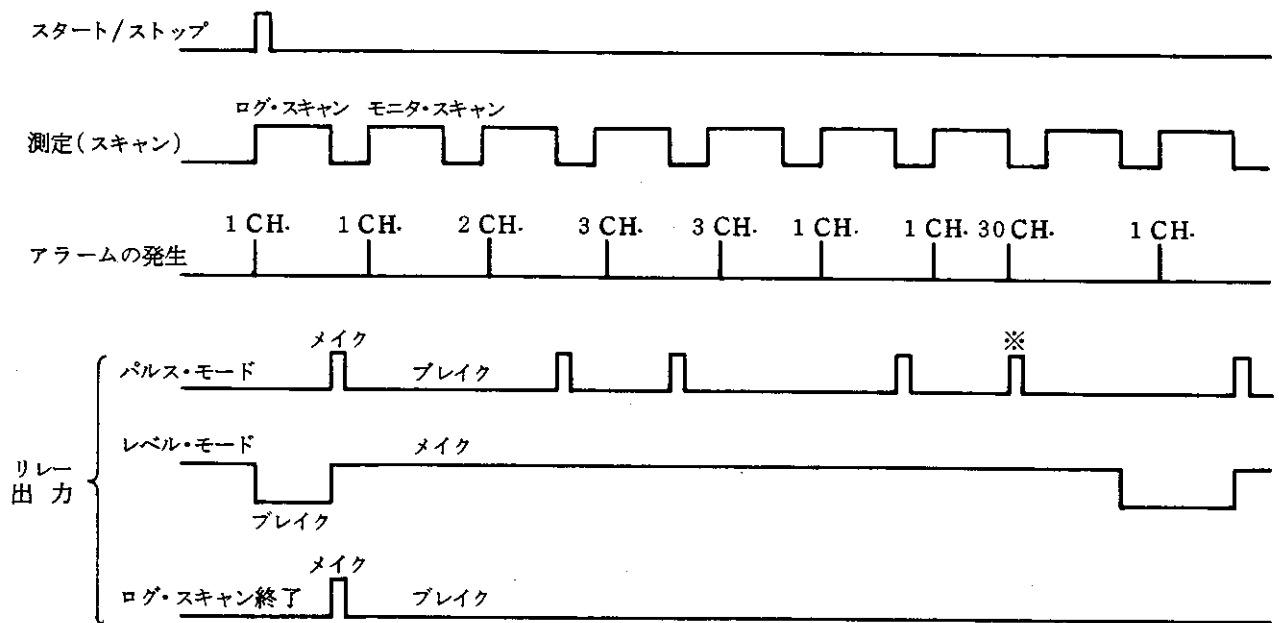 スタート/ストップ
ログ・スキャン モニタ・スキャン
測定(スキャン)
1 CH. 1 CH. 2 CH. 3 CH. 3 CH. 1 CH. 1 CH. 30 CH. 1 CH.
アラームの発生
メイク ※
パルス・モード ブレイク
レベル・モード メイク
リレー
出力
ブレイク
メイク
ログ・スキャン終了 ブレイク